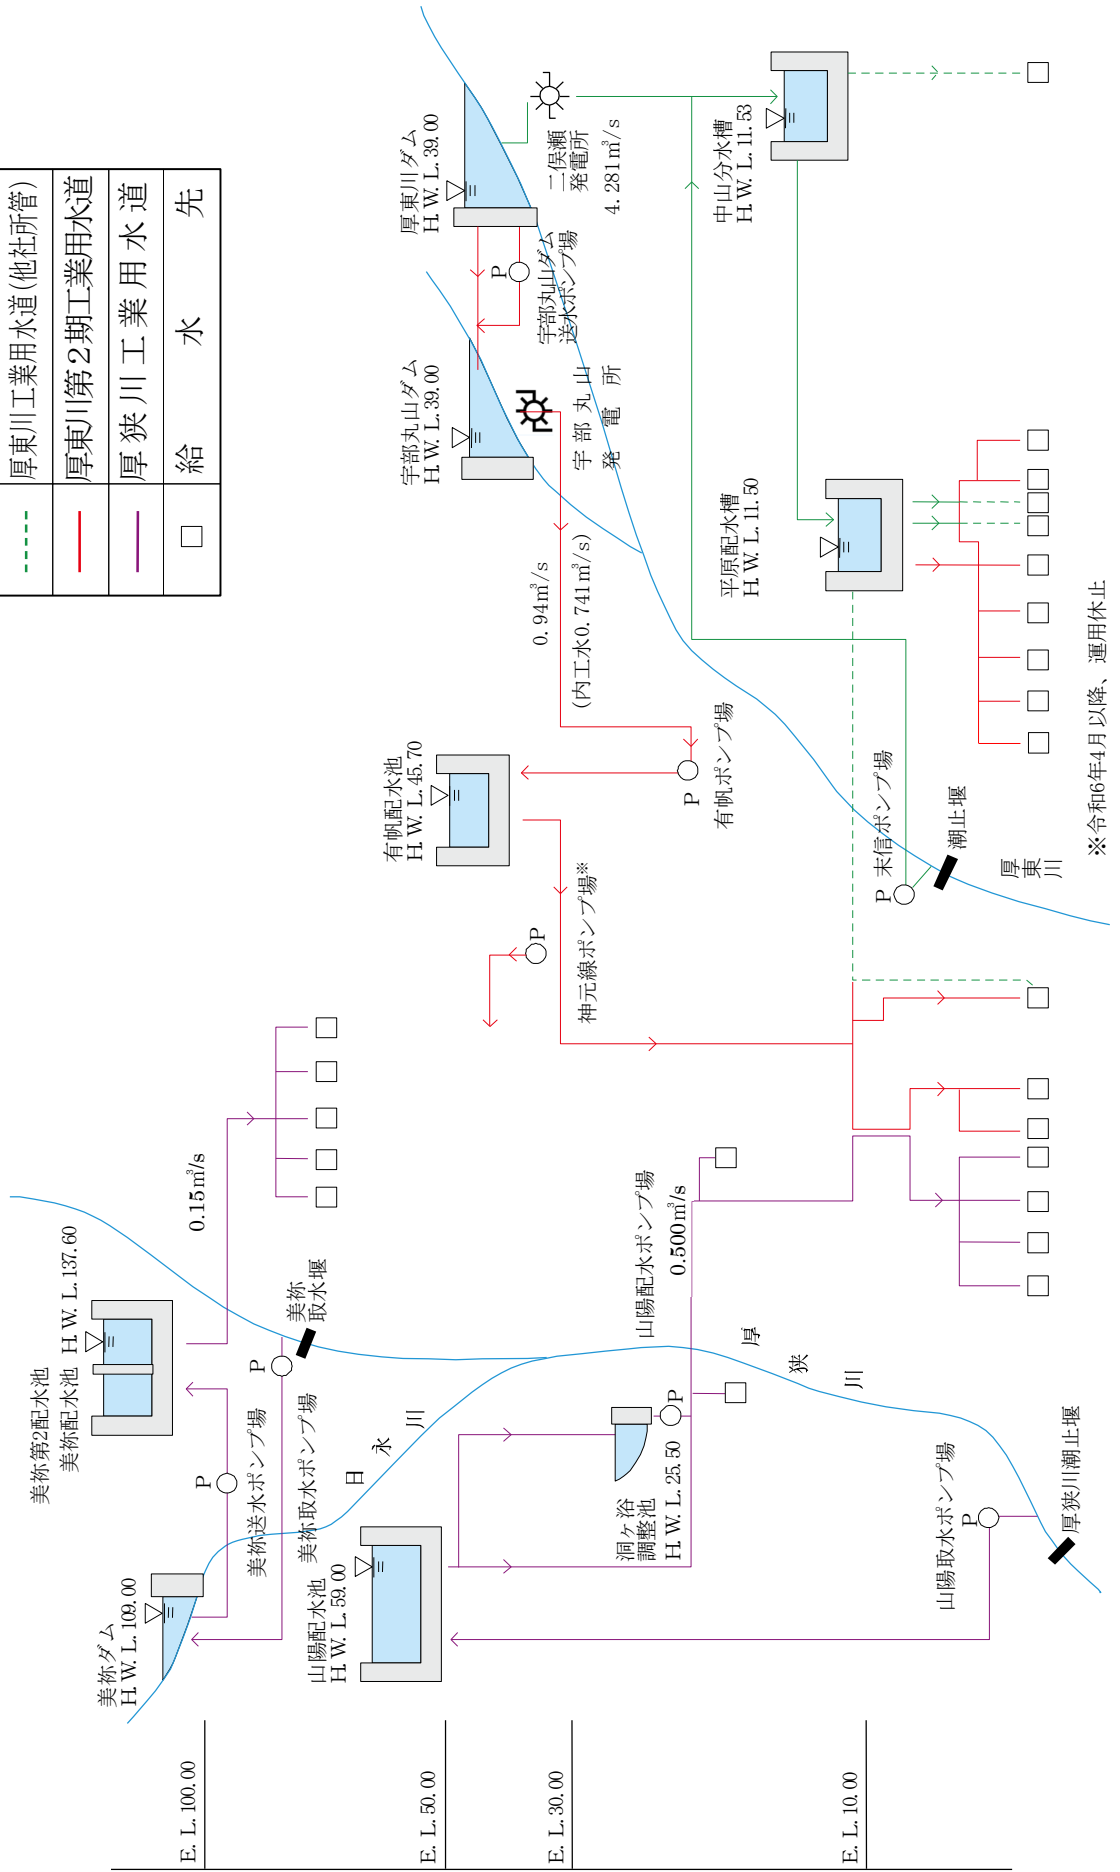 厚東川工業用水道(他社所管)
厚東川第2期工業用水道
厚狭川工業用水道
給水先
E. L. 100.00
E. L. 50.00
E. L. 30.00
E. L. 10.00
美祢ダム
H.W. L. 109.00
美祢第2配水池
美祢配水池 H.W. L. 137.60
P
美祢送水ポンプ場
P
美祢取水ポンプ場
美祢
取水堰
0.15㎥/s
日永川
山陽配水池
H.W. L. 59.00
洞ヶ谷
調整池
H.W. L. 25.50
P
山陽配水ポンプ場
0.500㎥/s
厚狭川
山陽取水ポンプ場
P
厚狭川潮止堰
有帆配水池
H.W. L. 45.70
P
神元線ポンプ場※
P
有帆ポンプ場
0.94㎥/s
(内工水0.741㎥/s)
宇部丸山ダム
H.W. L. 39.00
宇部丸山
発電所
P
宇部丸山ダム
送水ポンプ場
厚東川ダム
H.W. L. 39.00
二俣瀬
発電所
4.281㎥/s
中山分水槽
H.W. L. 11.53
平原配水槽
H.W. L. 11.50
P
末信ポンプ場
潮止堰
厚東川
※令和6年4月以降、運用休止